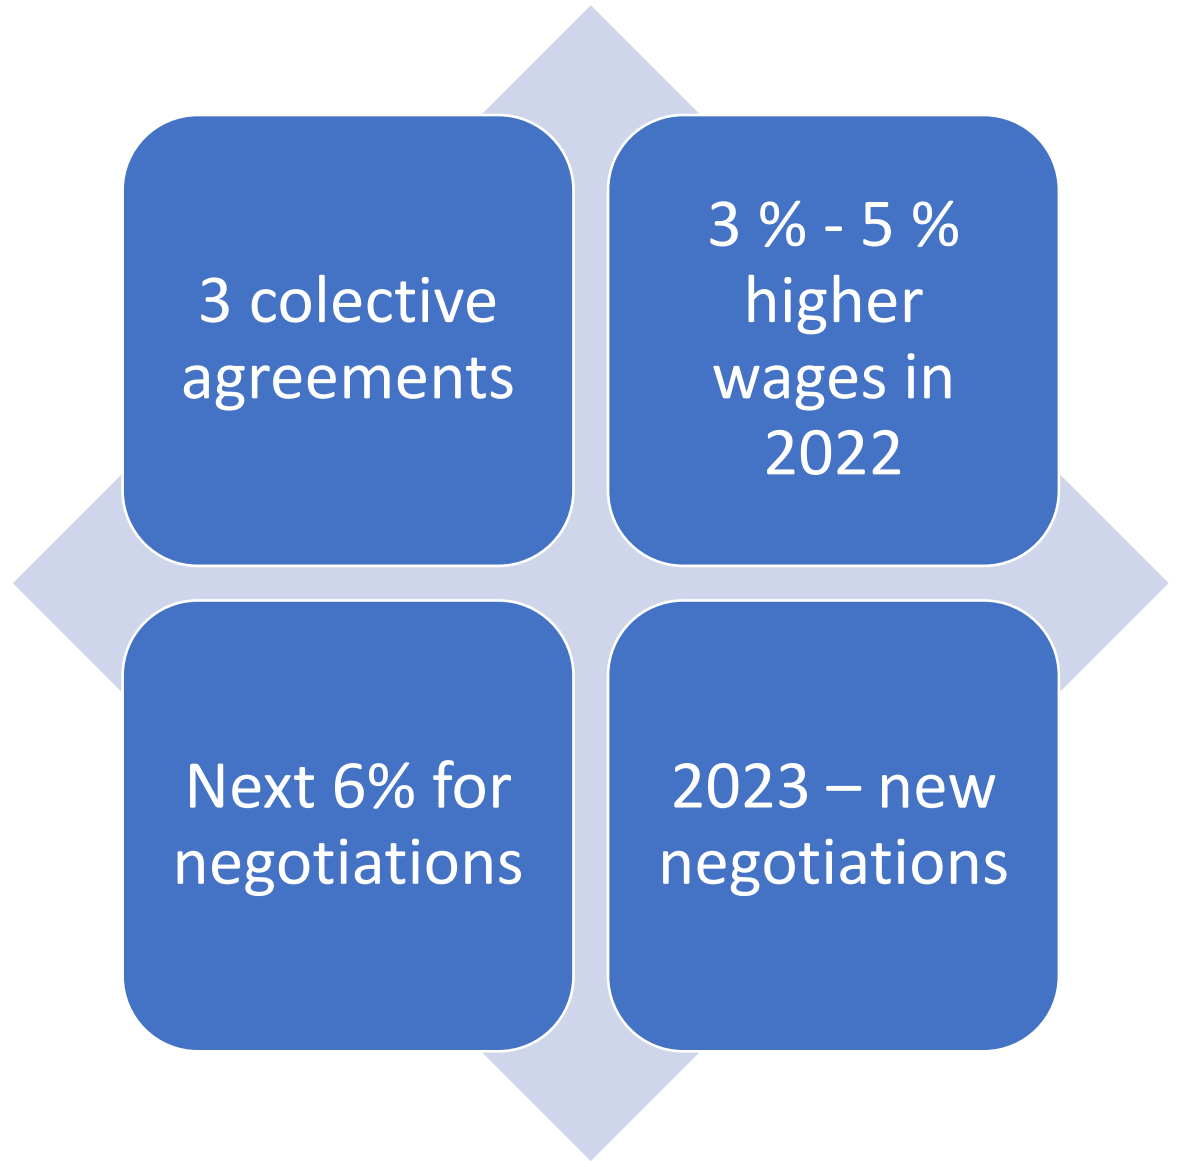 3 colective
agreements
3 % - 5 %
higher
wages in
2022
Next 6% for
negotiations
2023 – new
negotiations